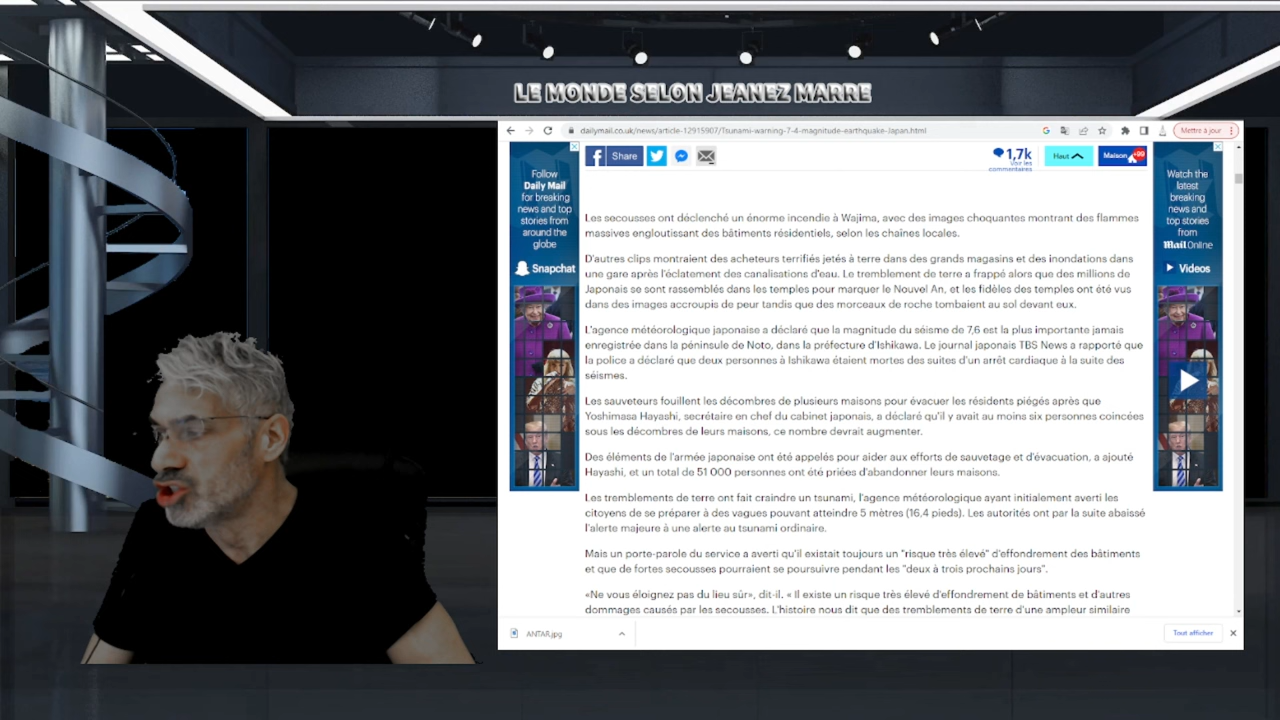 LE MONDE SELON JEANEZ MARRE
dailymail.co.uk/news/article-12915907/Tsunami-warning-7-4-magnitude-earthquake-Japan.html
Mettre à jour
Share
1,7k
Voir les
commentaires
Haut
Maison
+99
Follow
Daily Mail
for breaking
news and top
stories from
around the
globe
Snapchat
Les secousses ont déclenché un énorme incendie à Wajima, avec des images choquantes montrant des flammes
massives engloutissant des bâtiments résidentiels, selon les chaînes locales.
D'autres clips montraient des acheteurs terrifiés jetés à terre dans des grands magasins et des inondations dans
une gare après l'éclatement des canalisations d'eau. Le tremblement de terre a frappé alors que des millions de
Japonais se sont rassemblés dans les temples pour marquer le Nouvel An, et les fidèles des temples ont été vus
dans des images accroupis de peur tandis que des morceaux de roche tombaient au sol devant eux.
L'agence météorologique japonaise a déclaré que la magnitude du séisme de 7,6 est la plus importante jamais
enregistrée dans la péninsule de Noto, dans la préfecture d'Ishikawa. Le journal japonais TBS News a rapporté que
la police a déclaré que deux personnes à Ishikawa étaient mortes des suites d'un arrêt cardiaque à la suite des
séismes.
Les sauveteurs fouillent les décombres de plusieurs maisons pour évacuer les résidents piégés après que
Yoshimasa Hayashi, secrétaire en chef du cabinet japonais, a déclaré qu'il y avait au moins six personnes coincées
sous les décombres de leurs maisons, ce nombre devrait augmenter.
Des éléments de l'armée japonaise ont été appelés pour aider aux efforts de sauvetage et d'évacuation, a ajouté
Hayashi, et un total de 51 000 personnes ont été priées d'abandonner leurs maisons.
Les tremblements de terre ont fait craindre un tsunami, l'agence météorologique ayant initialement averti les
citoyens de se préparer à des vagues pouvant atteindre 5 mètres (16,4 pieds). Les autorités ont par la suite abaissé
l'alerte majeure à une alerte au tsunami ordinaire.
Mais un porte-parole du service a averti qu'il existait toujours un "risque très élevé" d'effondrement des bâtiments
et que de fortes secousses pourraient se poursuivre pendant les "deux à trois prochains jours".
«Ne vous éloignez pas du lieu sûr», dit-il. « Il existe un risque très élevé d'effondrement de bâtiments et d'autres
dommages causés par les secousses. L'histoire nous dit que des tremblements de terre d'une ampleur similaire
Watch the
latest
breaking
news and
top stories
from
Mail Online
Videos
ANTAR.jpg
Tout afficher